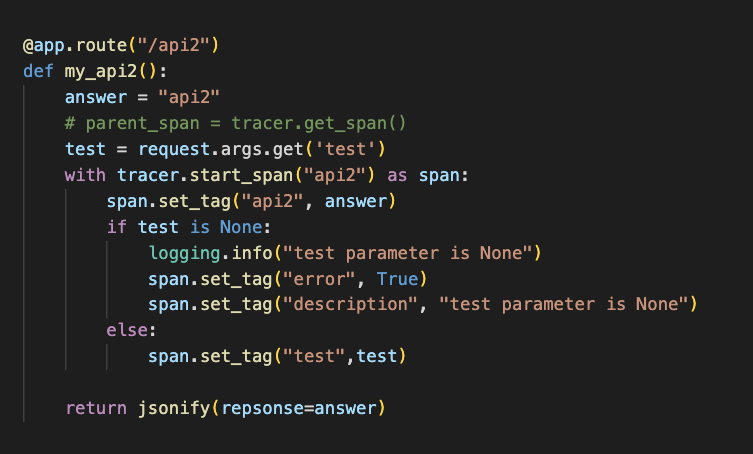 @app.route("/api2")
def my_api2():
    answer = "api2"
    # parent_span = tracer.get_span()
    test = request.args.get('test')
    with tracer.start_span("api2") as span:
        span.set_tag("api2", answer)
        if test is None:
            logging.info("test parameter is None")
            span.set_tag("error", True)
            span.set_tag("description", "test parameter is None")
        else:
            span.set_tag("test",test)
    return jsonify(repsonse=answer)